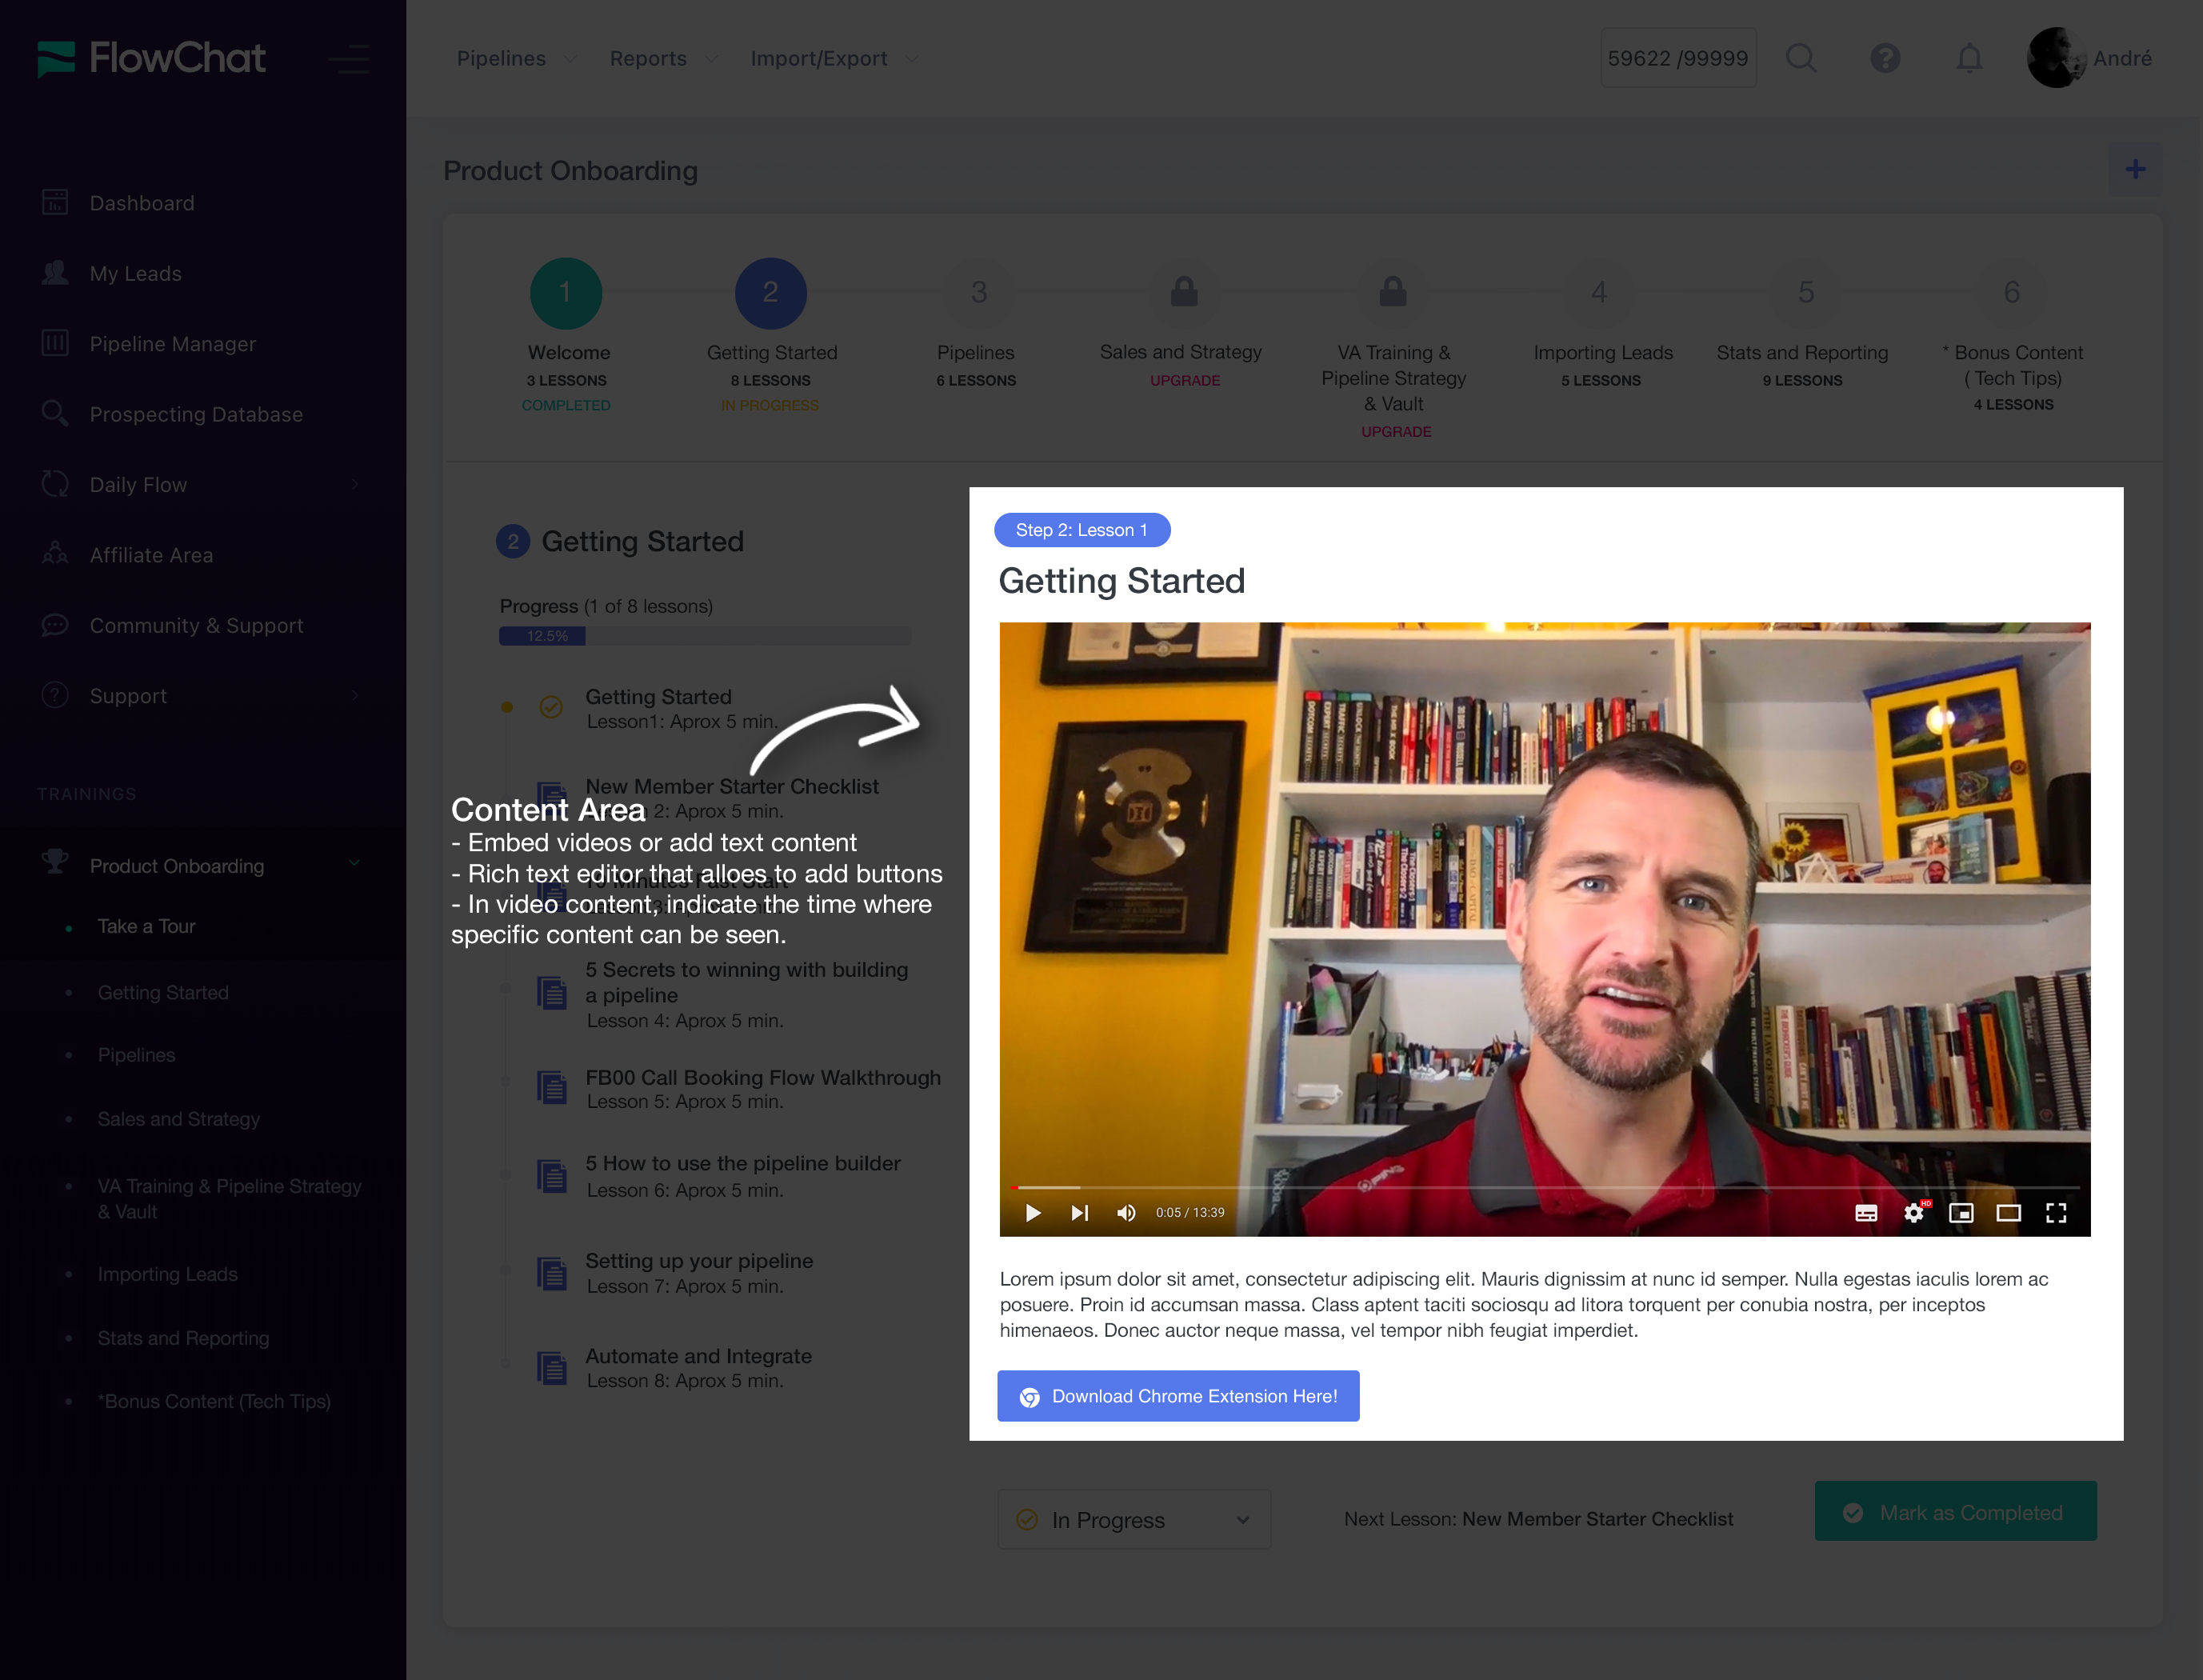 FlowChat
Pipelines
Reports
Import/Export
59622 /99999
André
Dashboard
My Leads
Pipeline Manager
Prospecting Database
Daily Flow
Affiliate Area
Community & Support
Support
TRAININGS
Product Onboarding
Take a Tour
Getting Started
Pipelines
Sales and Strategy
VA Training & Pipeline Strategy
& Vault
Importing Leads
Stats and Reporting
*Bonus Content (Tech Tips)
Product Onboarding
+
1
Welcome
3 LESSONS
COMPLETED
2
Getting Started
8 LESSONS
IN PROGRESS
3
Pipelines
6 LESSONS
Sales and Strategy
UPGRADE
VA Training &
Pipeline Strategy
& Vault
UPGRADE
4
Importing Leads
5 LESSONS
5
Stats and Reporting
9 LESSONS
6
* Bonus Content
( Tech Tips)
4 LESSONS
2 Getting Started
Progress (1 of 8 lessons)
12.5%
Getting Started
Lesson1: Aprox 5 min.
New Member Starter Checklist
2: Aprox 5 min.
Content Area
- Embed videos or add text content
- Rich text editor that alloes to add buttons
- In video content, indicate the time where
specific content can be seen.
5 Secrets to winning with building
a pipeline
Lesson 4: Aprox 5 min.
FB00 Call Booking Flow Walkthrough
Lesson 5: Aprox 5 min.
5 How to use the pipeline builder
Lesson 6: Aprox 5 min.
Setting up your pipeline
Lesson 7: Aprox 5 min.
Automate and Integrate
Lesson 8: Aprox 5 min.
Step 2: Lesson 1
Getting Started
0:05 / 13:39
HD
Lorem ipsum dolor sit amet, consectetur adipiscing elit. Mauris dignissim at nunc id semper. Nulla egestas iaculis lorem ac
posuere. Proin id accumsan massa. Class aptent taciti sociosqu ad litora torquent per conubia nostra, per inceptos
himenaeos. Donec auctor neque massa, vel tempor nibh feugiat imperdiet.
Download Chrome Extension Here!
In Progress
Next Lesson: New Member Starter Checklist
Mark as Completed